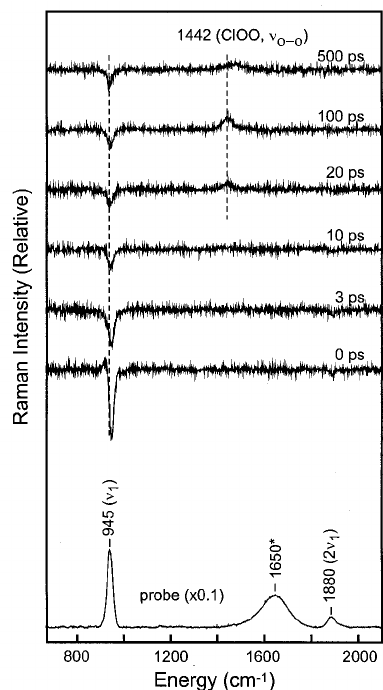 1442 (ClOO, νO–O)
500 ps
100 ps
20 ps
10 ps
3 ps
0 ps
Raman Intensity (Relative)
945 (ν1)
probe (x0.1)
1650*
1880 (2ν1)
800 1200 1600 2000
Energy (cm-1)